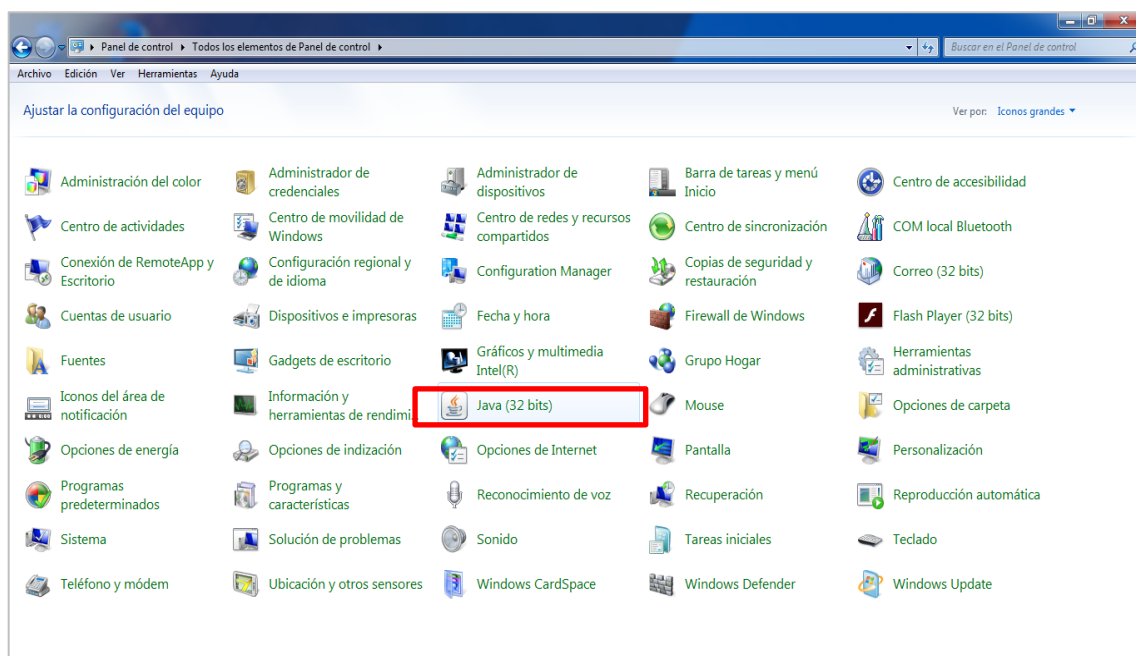 Panel de control Todos los elementos de Panel de control
Buscar en el Panel de control
Archivo Edición Ver Herramientas Ayuda
Ajustar la configuración del equipo
Ver por: Iconos grandes
Administración del color
Administrador de
credenciales
Administrador de
dispositivos
Barra de tareas y menú
Inicio
Centro de accesibilidad
Centro de actividades
Centro de movilidad de
Windows
Centro de redes y recursos
compartidos
Centro de sincronización
COM local Bluetooth
Conexión de RemoteApp y
Escritorio
Configuración regional y
de idioma
Configuration Manager
Copias de seguridad y
restauración
Correo (32 bits)
Cuentas de usuario
Dispositivos e impresoras
Fecha y hora
Firewall de Windows
Flash Player (32 bits)
Fuentes
Gadgets de escritorio
Gráficos y multimedia
Intel(R)
Grupo Hogar
Herramientas
administrativas
Iconos del área de
notificación
Información y
herramientas de rendimi...
Java (32 bits)
Mouse
Opciones de carpeta
Opciones de energía
Opciones de indización
Opciones de Internet
Pantalla
Personalización
Programas
predeterminados
Programas y
características
Reconocimiento de voz
Recuperación
Reproducción automática
Sistema
Solución de problemas
Sonido
Tareas iniciales
Teclado
Teléfono y módem
Ubicación y otros sensores
Windows CardSpace
Windows Defender
Windows Update